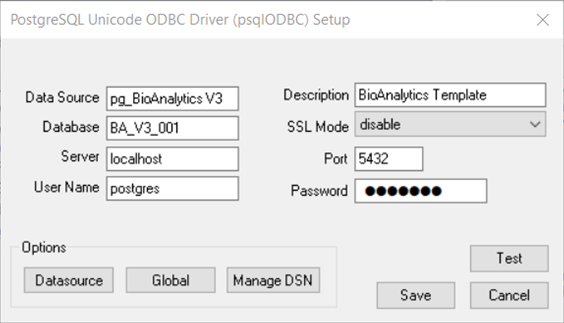 PostgreSQL Unicode ODBC Driver (psqlODBC) Setup
Data Source pg_BioAnalytics V3 Description BioAnalytics Template
Database BA_V3_001 SSL Mode disable
Server localhost Port 5432
User Name postgres Password ●●●●●●●
Options
Datasource Global Manage DSN Test
Save Cancel